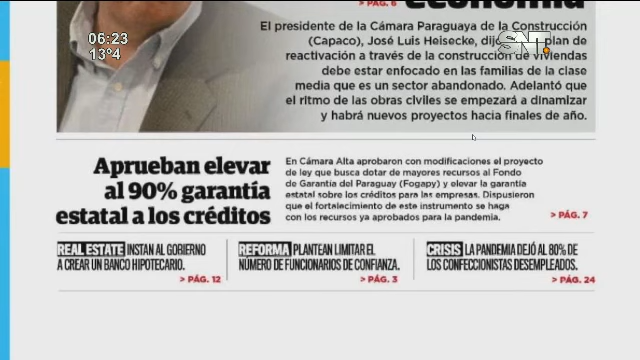 06:23
13°4
SNT.
> PÁG. 6
El presidente de la Cámara Paraguaya de la Construcción
(Capaco), José Luis Heisecke, dijo plan de
reactivación a través de la construcción de viviendas
debe estar enfocado en las familias de la clase
media que es un sector abandonado. Adelantó que
el ritmo de las obras civiles se empezará a dinamizar
y habrá nuevos proyectos hacia finales de año.
Aprueban elevar
al 90% garantía
estatal a los créditos
En Cámara Alta aprobaron con modificaciones el proyecto
de ley que busca dotar de mayores recursos al Fondo
de Garantía del Paraguay (Fogapy) y elevar la garantía
estatal sobre los créditos para las empresas. Dispusieron
que el fortalecimiento de este instrumento se haga
con los recursos ya aprobados para la pandemia.
> PÁG. 7
REAL ESTATE INSTAN AL GOBIERNO
A CREAR UN BANCO HIPOTECARIO.
> PÁG. 12
REFORMA PLANTEAN LIMITAR EL
NÚMERO DE FUNCIONARIOS DE CONFIANZA.
> PÁG. 3
CRISIS LA PANDEMIA DEJÓ AL 80% DE
LOS CONFECCIONISTAS DESEMPLEADOS.
> PÁG. 24